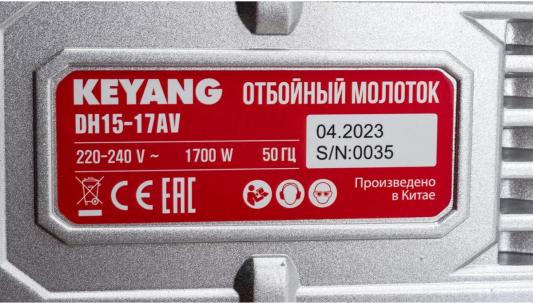 KEYANG ОТБОЙНЫЙ МОЛОТОК
DH15-17AV
04.2023
S/N:0035
220-240 V ~ 1700 W 50 ГЦ
CE EAC
Произведено
в Китае